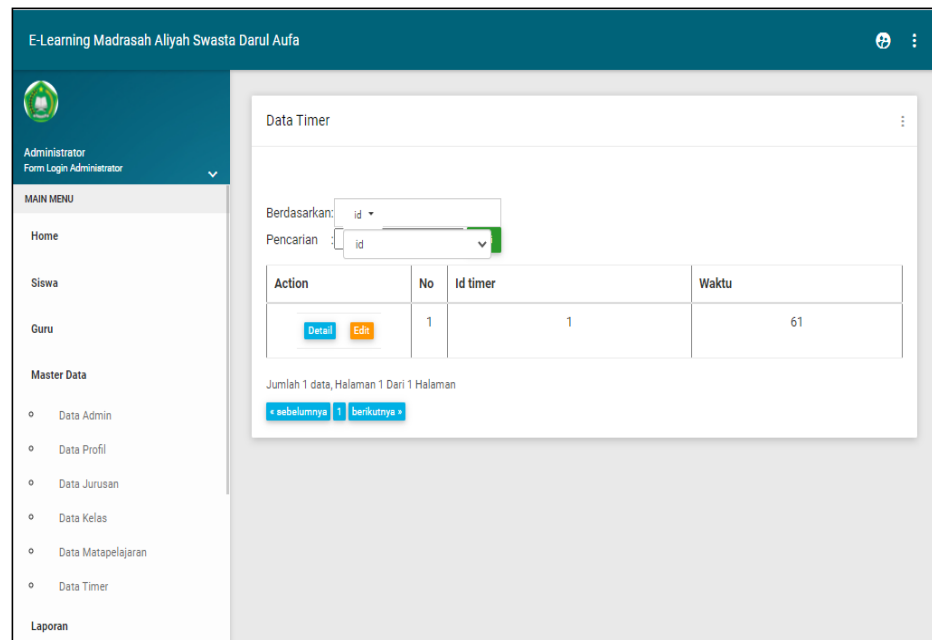 E-Learning Madrasah Aliyah Swasta Darul Aufa
Administrator
Form Login Administrator
MAIN MENU
Home
Siswa
Guru
Master Data
Data Admin
Data Profil
Data Jurusan
Data Kelas
Data Matapelajaran
Data Timer
Laporan
Data Timer
Berdasarkan: id
Pencarian : id
Action No Id timer Waktu
Detail Edit 1 1 61
Jumlah 1 data, Halaman 1 Dari 1 Halaman
« sebelumnya 1 berikutnya »